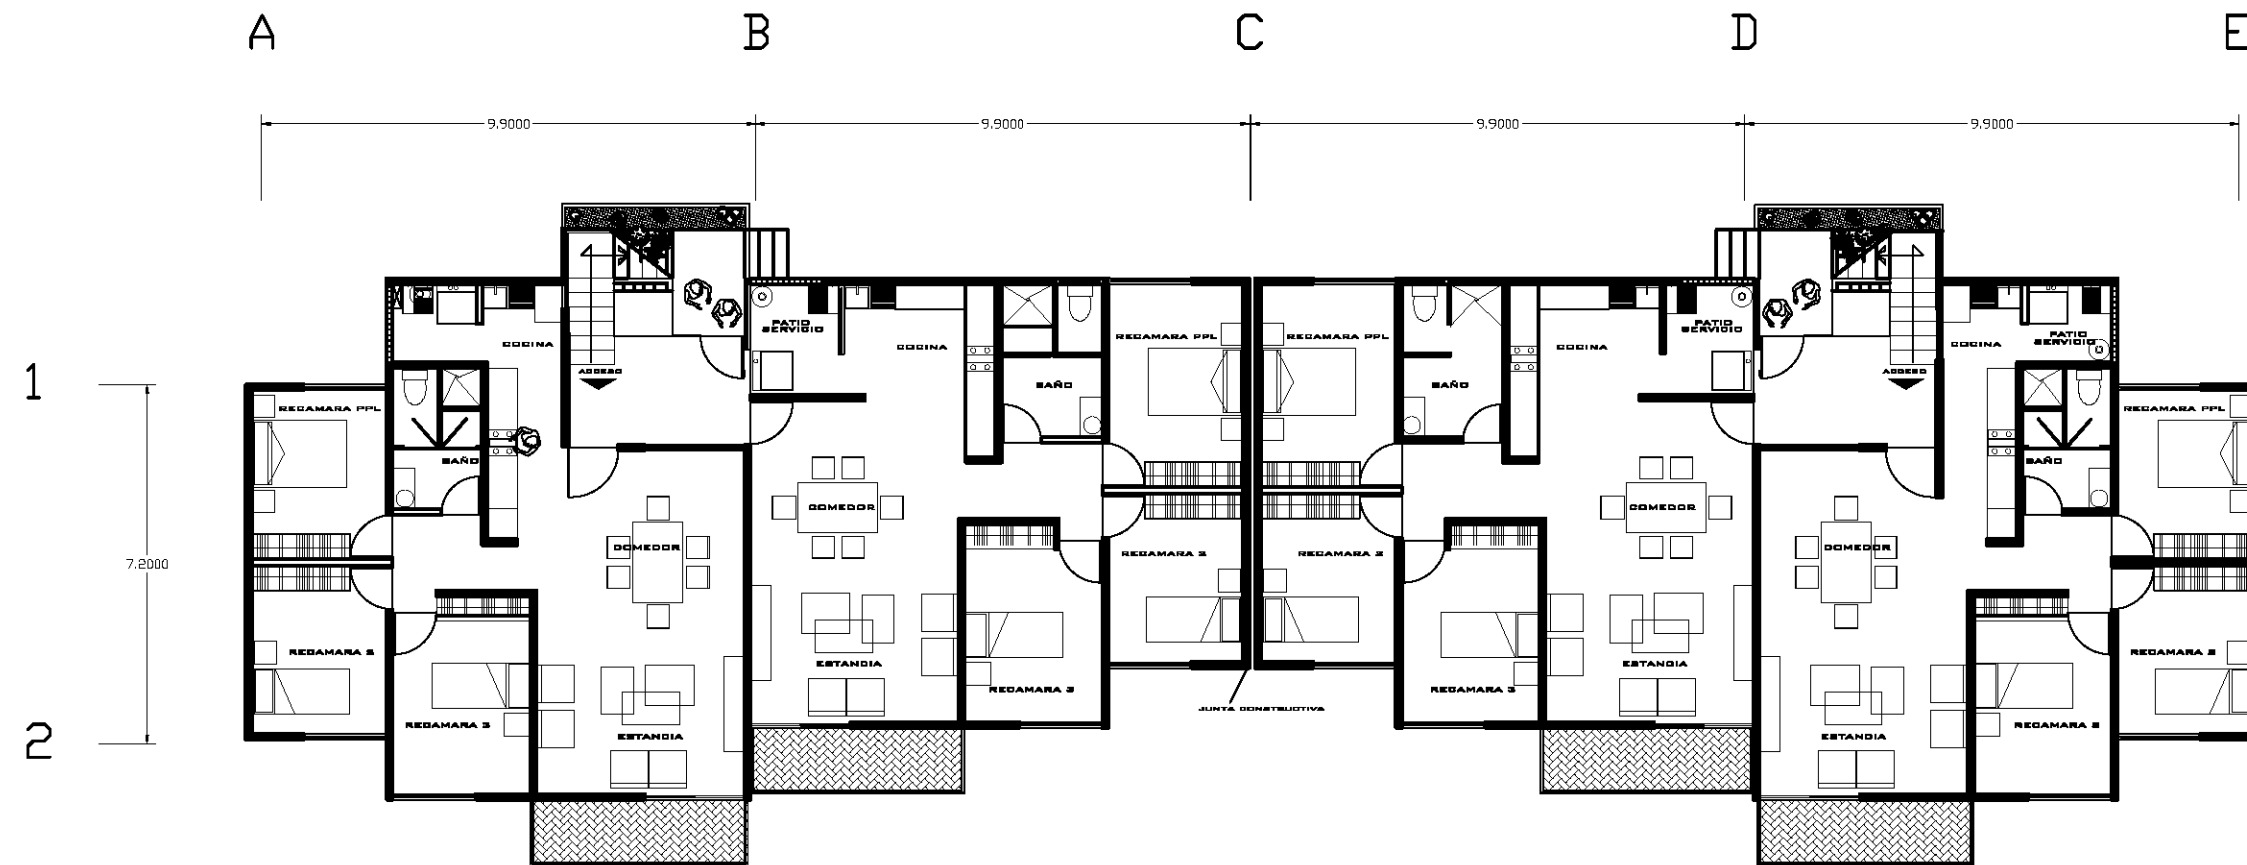 A B C D E
9.9000 9.9000 9.9000 9.9000
1
7.2000
2
COCINA
ACCESO
RECAMARA PPL
BAÑO
COMEDOR
RECAMARA 2
RECAMARA 3
ESTANCIA
PATIO
SERVICIO
COCINA
RECAMARA PPL
BAÑO
COMEDOR
RECAMARA 2
ESTANCIA
RECAMARA 3
JUNTA CONSTRUCTIVA
RECAMARA PPL
BAÑO
COCINA
PATIO
SERVICIO
COMEDOR
RECAMARA 2
ESTANCIA
RECAMARA 3
ACCESO
COCINA
PATIO
SERVICIO
RECAMARA PPL
BAÑO
COMEDOR
RECAMARA 2
RECAMARA 2
ESTANCIA